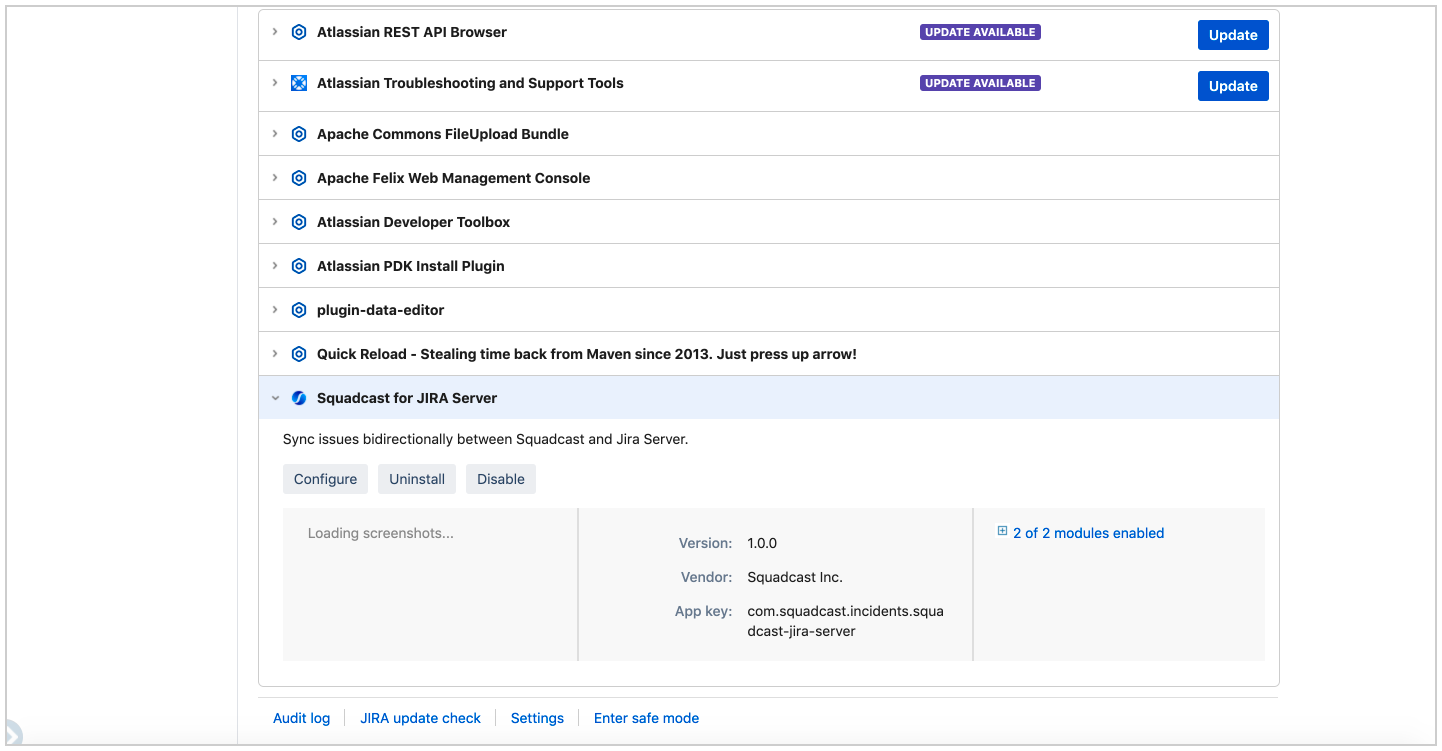 Atlassian REST API Browser UPDATE AVAILABLE Update
Atlassian Troubleshooting and Support Tools UPDATE AVAILABLE Update
Apache Commons FileUpload Bundle
Apache Felix Web Management Console
Atlassian Developer Toolbox
Atlassian PDK Install Plugin
plugin-data-editor
Quick Reload - Stealing time back from Maven since 2013. Just press up arrow!
Squadcast for JIRA Server
Sync issues bidirectionally between Squadcast and Jira Server.
Configure Uninstall Disable
Loading screenshots...
Version: 1.0.0
Vendor: Squadcast Inc.
App key: com.squadcast.incidents.squa
dcast-jira-server
2 of 2 modules enabled
Audit log JIRA update check Settings Enter safe mode